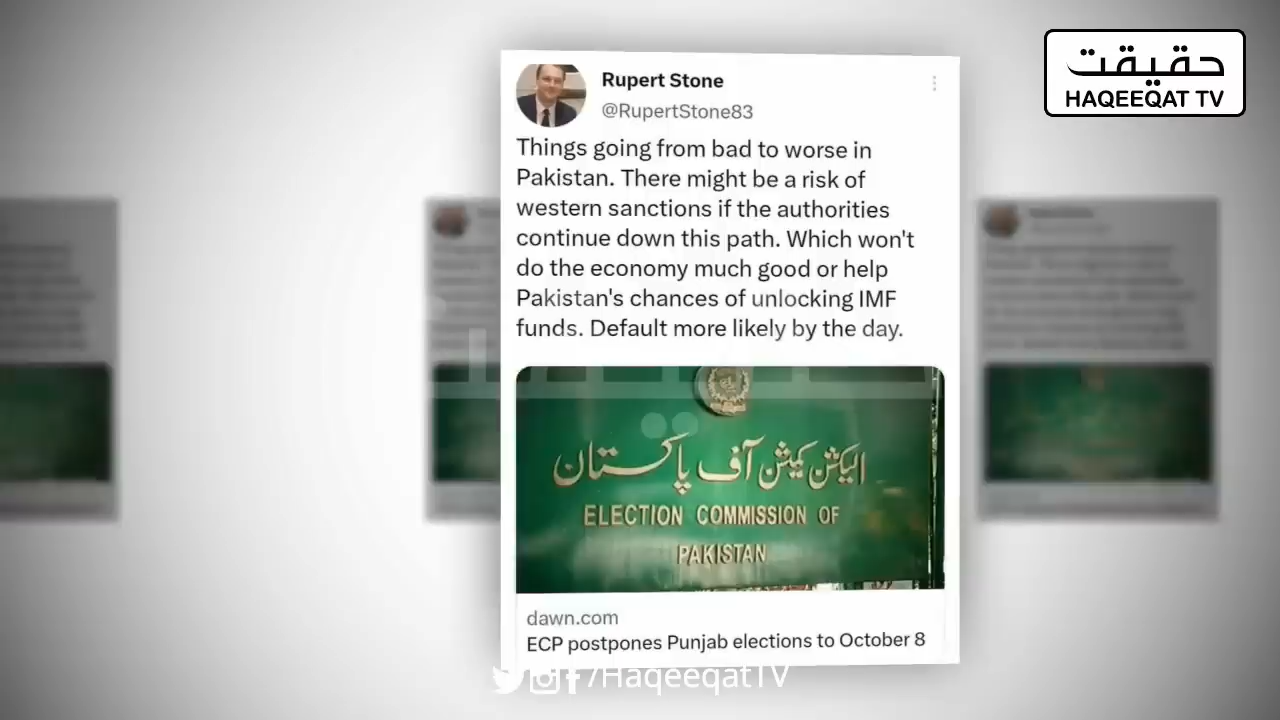 حقیقت
HAQEEQAT TV
Rupert Stone
@RupertStone83
Things going from bad to worse in
Pakistan. There might be a risk of
western sanctions if the authorities
continue down this path. Which won't
do the economy much good or help
Pakistan's chances of unlocking IMF
funds. Default more likely by the day.
الیکشن کمیشن آف پاکستان
ELECTION COMMISSION OF
PAKISTAN
dawn.com
ECP postpones Punjab elections to October 8
/HaqeeqatTV